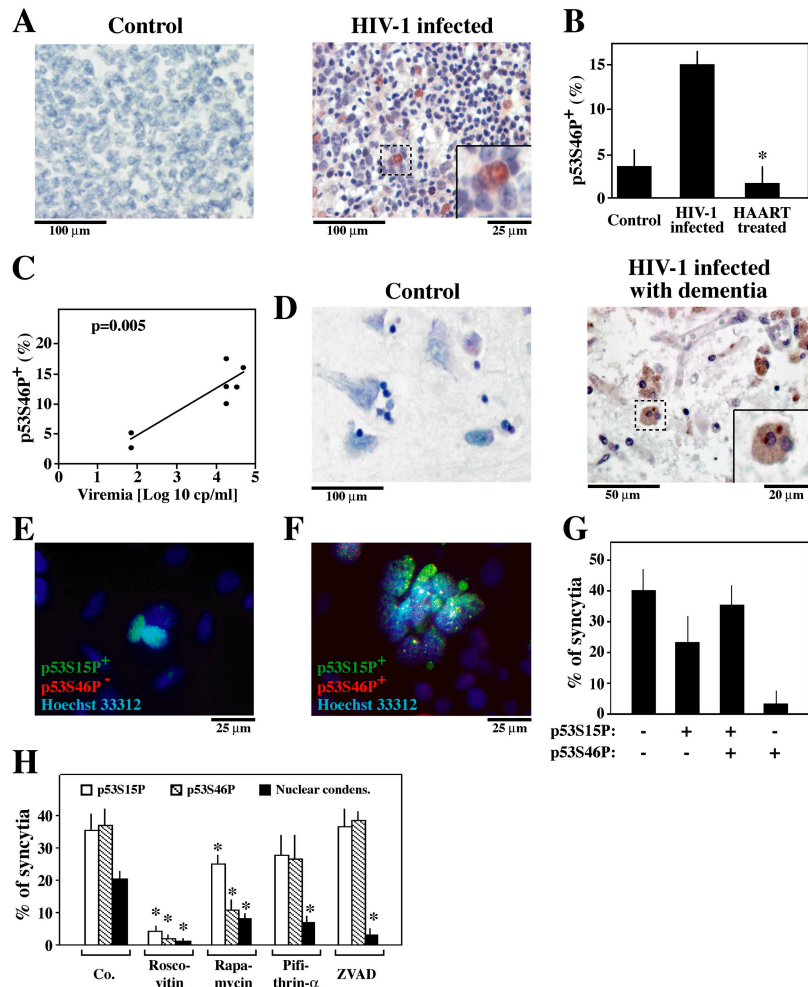 A
Control
HIV-1 infected
100 µm
100 µm
25 µm
B
p53S46P+ (%)
15
10
5
0
*
Control
HIV-1 infected
HAART treated
C
p=0.005
p53S46P+ (%)
20
15
10
5
0
0 1 2 3 4 5
Viremia [Log 10 cp/ml]
D
Control
HIV-1 infected
with dementia
100 µm
50 µm
20 µm
E
p53S15P+
p53S46P-
Hoechst 33312
25 µm
F
p53S15P+
p53S46P+
Hoechst 33312
25 µm
G
% of syncytia
50
40
30
20
10
0
p53S15P: - + + -
p53S46P: - - + +
H
p53S15P p53S46P Nuclear condens.
% of syncytia
40
30
20
10
0
* * *
* * *
*
*
Co.
Rosco-
vitin
Rapa-
mycin
Pifi-
thrin-α
ZVAD